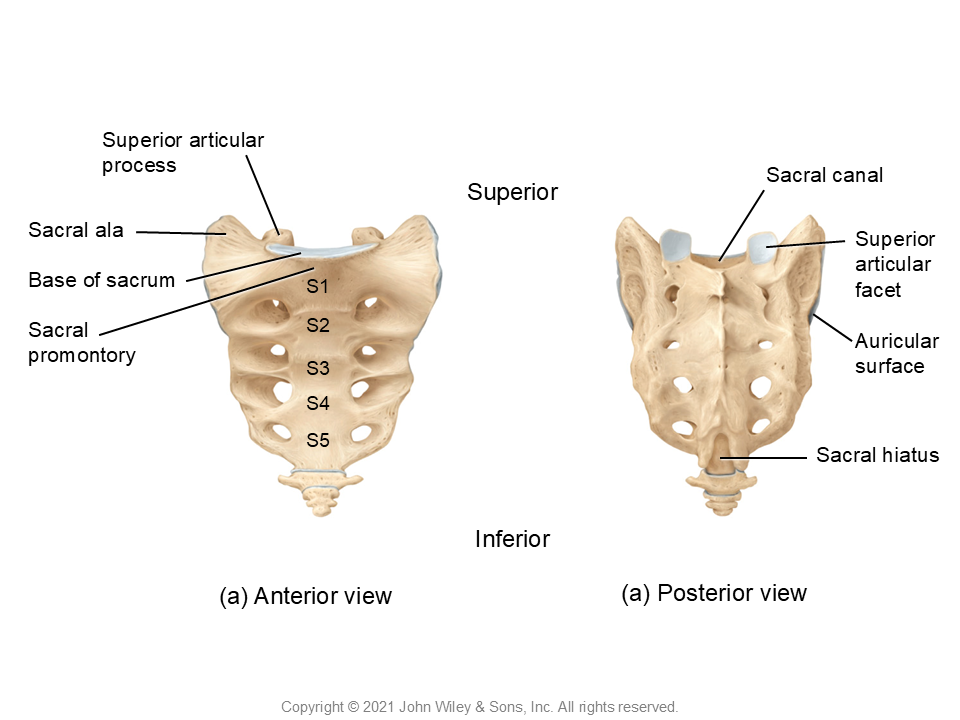 Superior articular
process
Sacral ala
Base of sacrum
Sacral
promontory
S1
S2
S3
S4
S5
Superior
Inferior
Sacral canal
Superior
articular
facet
Auricular
surface
Sacral hiatus
(a) Anterior view
(a) Posterior view
Copyright © 2021 John Wiley & Sons, Inc. All rights reserved.